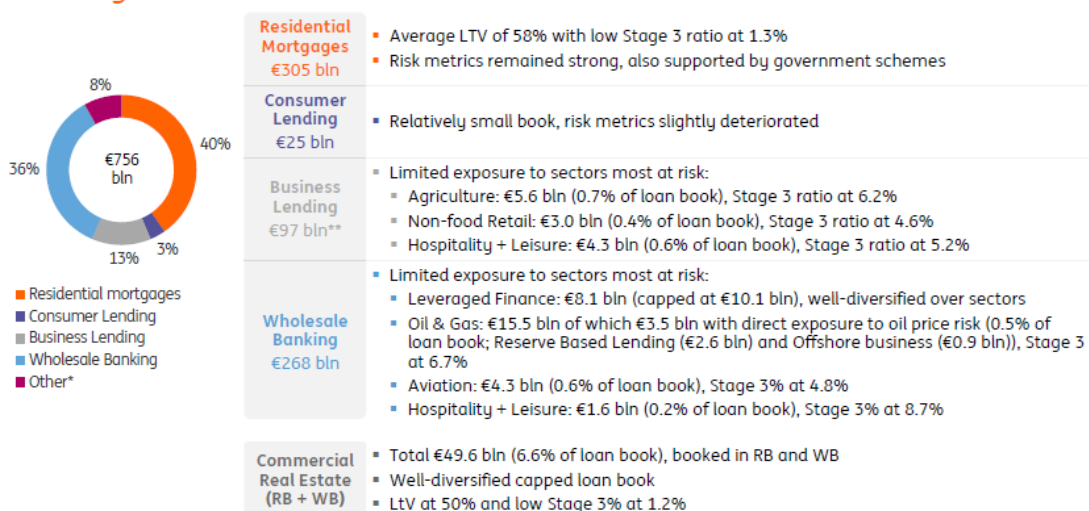 8%
40%
36%
€756
bln
13%
3%
Residential mortgages
Consumer Lending
Business Lending
Wholesale Banking
Other*
Residential
Mortgages
€305 bln
Average LTV of 58% with low Stage 3 ratio at 1.3%
Risk metrics remained strong, also supported by government schemes
Consumer
Lending
€25 bln
Relatively small book, risk metrics slightly deteriorated
Business
Lending
€97 bln**
Limited exposure to sectors most at risk:
Agriculture: €5.6 bln (0.7% of loan book), Stage 3 ratio at 6.2%
Non-food Retail: €3.0 bln (0.4% of loan book), Stage 3 ratio at 4.6%
Hospitality + Leisure: €4.3 bln (0.6% of loan book), Stage 3 ratio at 5.2%
Wholesale
Banking
€268 bln
Limited exposure to sectors most at risk:
Leveraged Finance: €8.1 bln (capped at €10.1 bln), well-diversified over sectors
Oil & Gas: €15.5 bln of which €3.5 bln with direct exposure to oil price risk (0.5% of
loan book; Reserve Based Lending (€2.6 bln) and Offshore business (€0.9 bln)), Stage 3
at 6.7%
Aviation: €4.3 bln (0.6% of loan book), Stage 3% at 4.8%
Hospitality + Leisure: €1.6 bln (0.2% of loan book), Stage 3% at 8.7%
Commercial
Real Estate
(RB + WB)
Total €49.6 bln (6.6% of loan book), booked in RB and WB
Well-diversified capped loan book
LtV at 50% and low Stage 3% at 1.2%